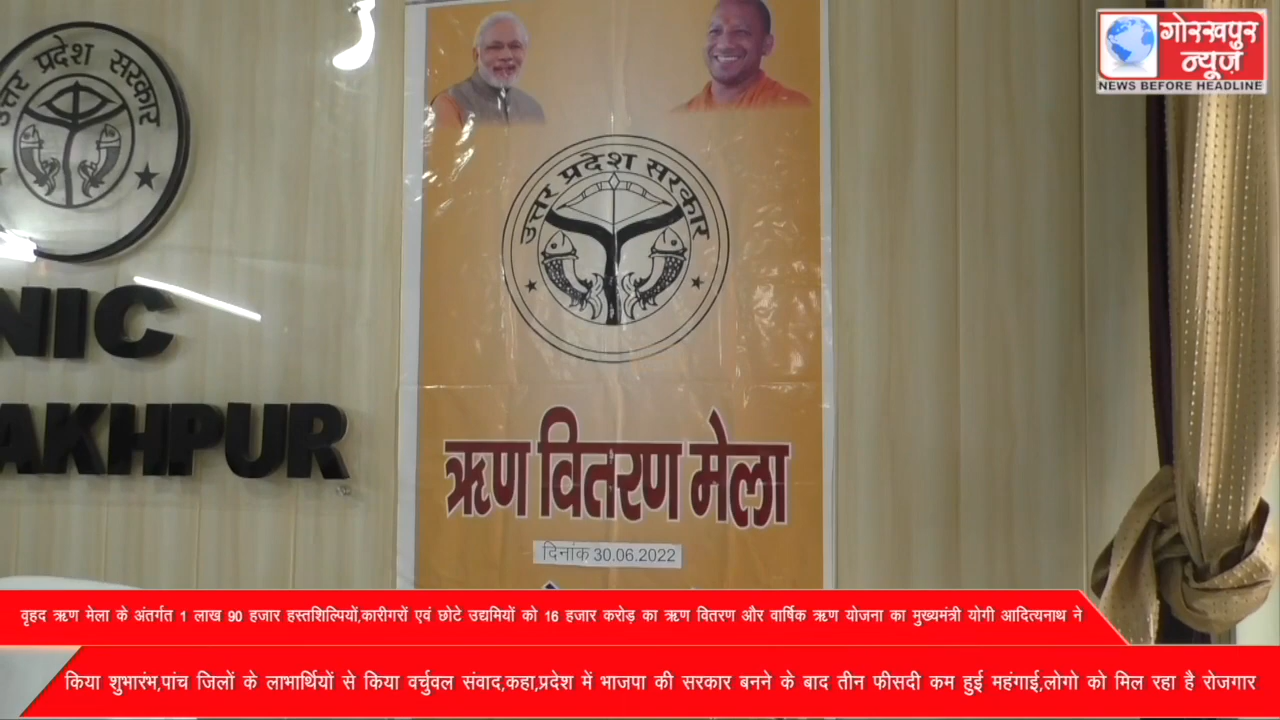 गोरखपुर
न्यूज़
NEWS BEFORE HEADLINE
उत्तर प्रदेश सरकार
NIC
AKHPUR
उत्तर प्रदेश सरकार
ऋण वितरण मेला
दिनांक 30.06.2022
वृहद ऋण मेला के अंतर्गत 1 लाख 90 हजार हस्तशिल्पियों,कारीगरों एवं छोटे उद्यमियों को 16 हजार करोड़ का ऋण वितरण और वार्षिक ऋण योजना का मुख्यमंत्री योगी आदित्यनाथ ने
किया शुभारंभ,पांच जिलों के लाभार्थियों से किया वर्चुवल संवाद,कहा,प्रदेश में भाजपा की सरकार बनने के बाद तीन फीसदी कम हुई महंगाई,लोगो को मिल रहा है रोजगार